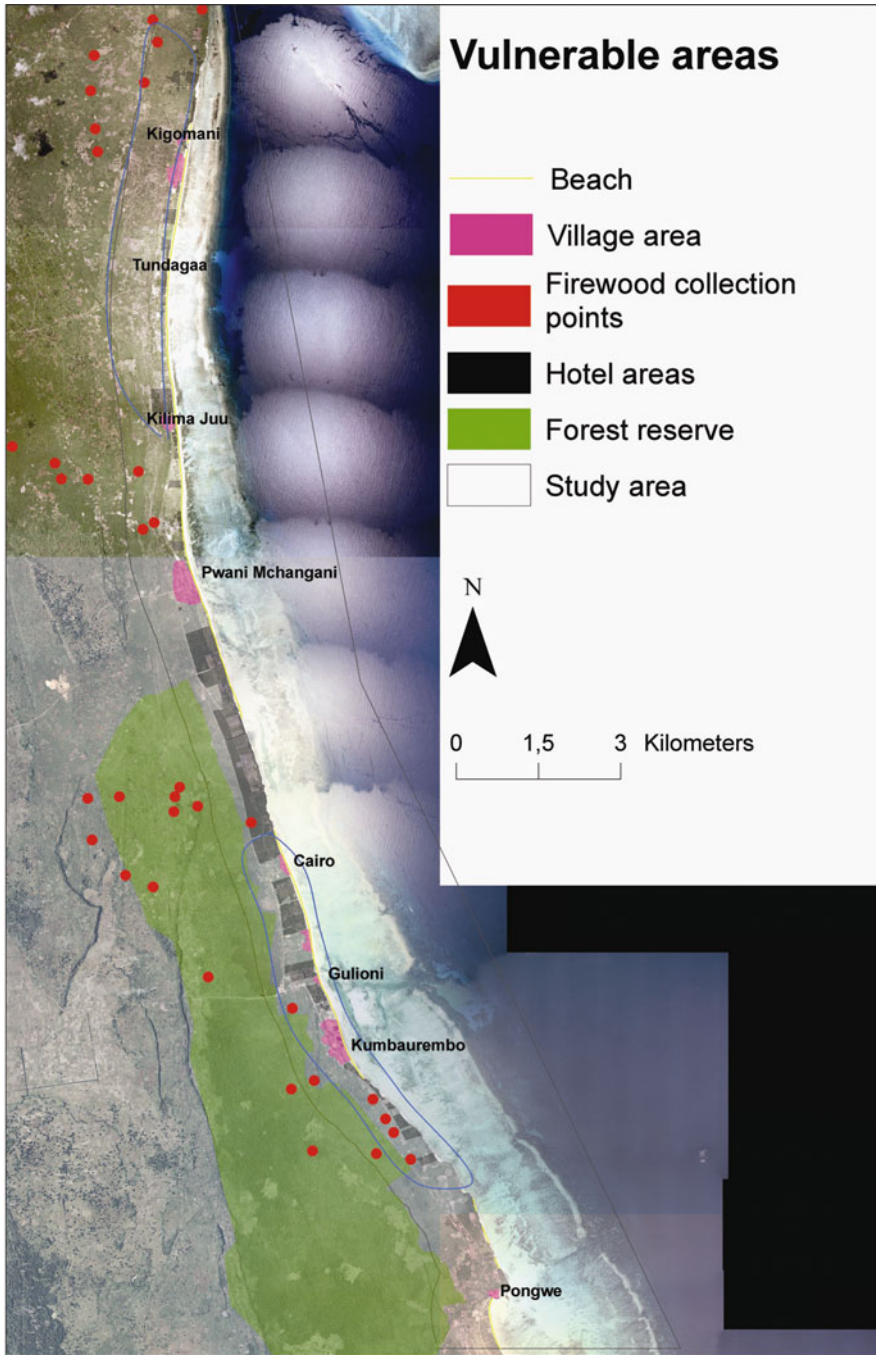 Vulnerable areas
Beach
Village area
Firewood collection
points
Hotel areas
Forest reserve
Study area
N
0 1,5 3 Kilometers
Kigomani
Tundagaa
Kilima Juu
Pwani Mchangani
Cairo
Gulioni
Kumbaurembo
Pongwe